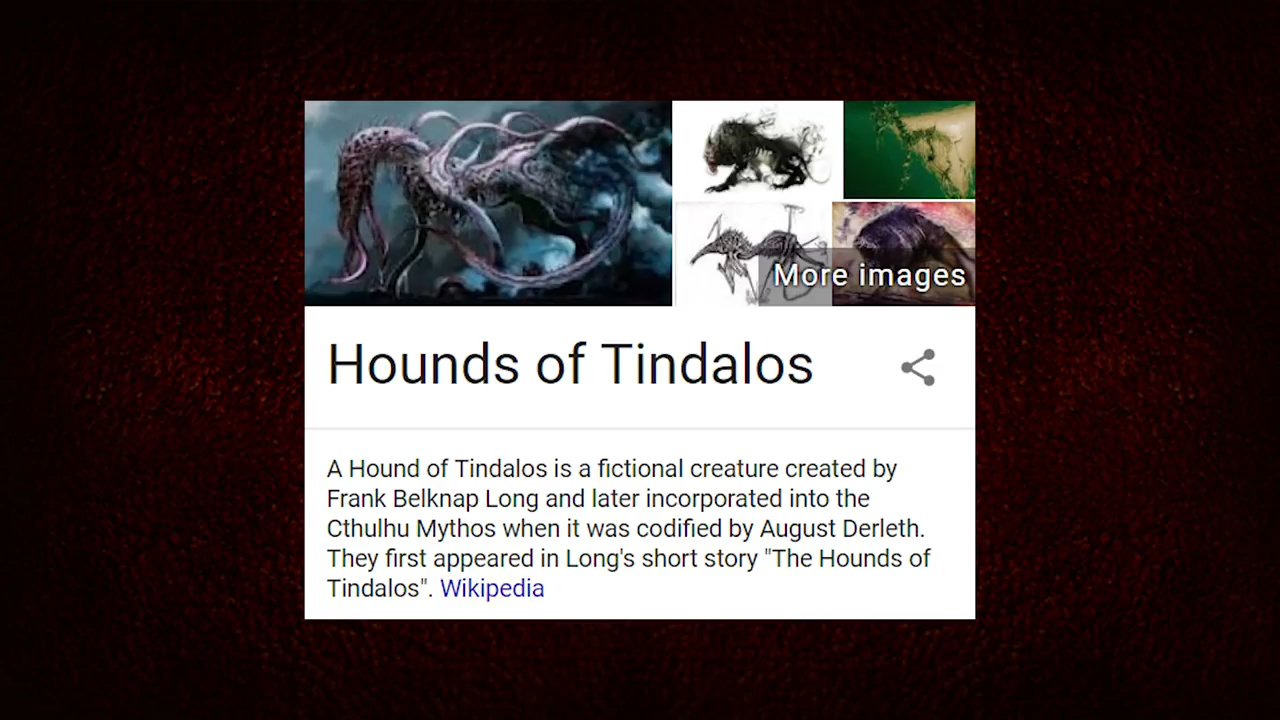 More images
Hounds of Tindalos
A Hound of Tindalos is a fictional creature created by
Frank Belknap Long and later incorporated into the
Cthulhu Mythos when it was codified by August Derleth.
They first appeared in Long's short story "The Hounds of
Tindalos". Wikipedia